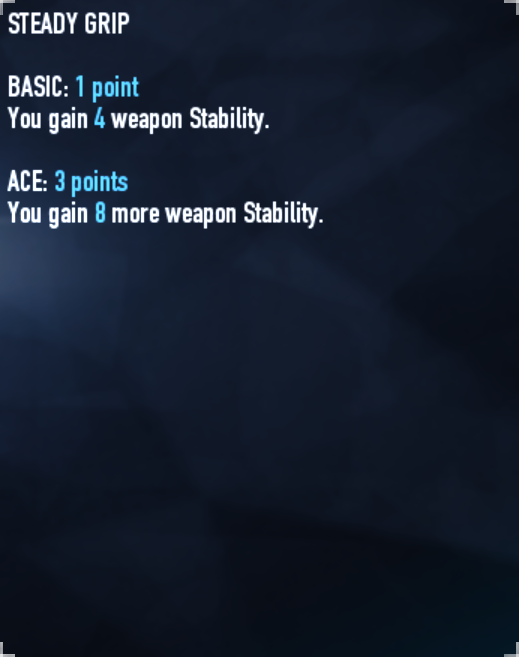 STEADY GRIP
BASIC: 1 point
You gain 4 weapon Stability.
ACE: 3 points
You gain 8 more weapon Stability.